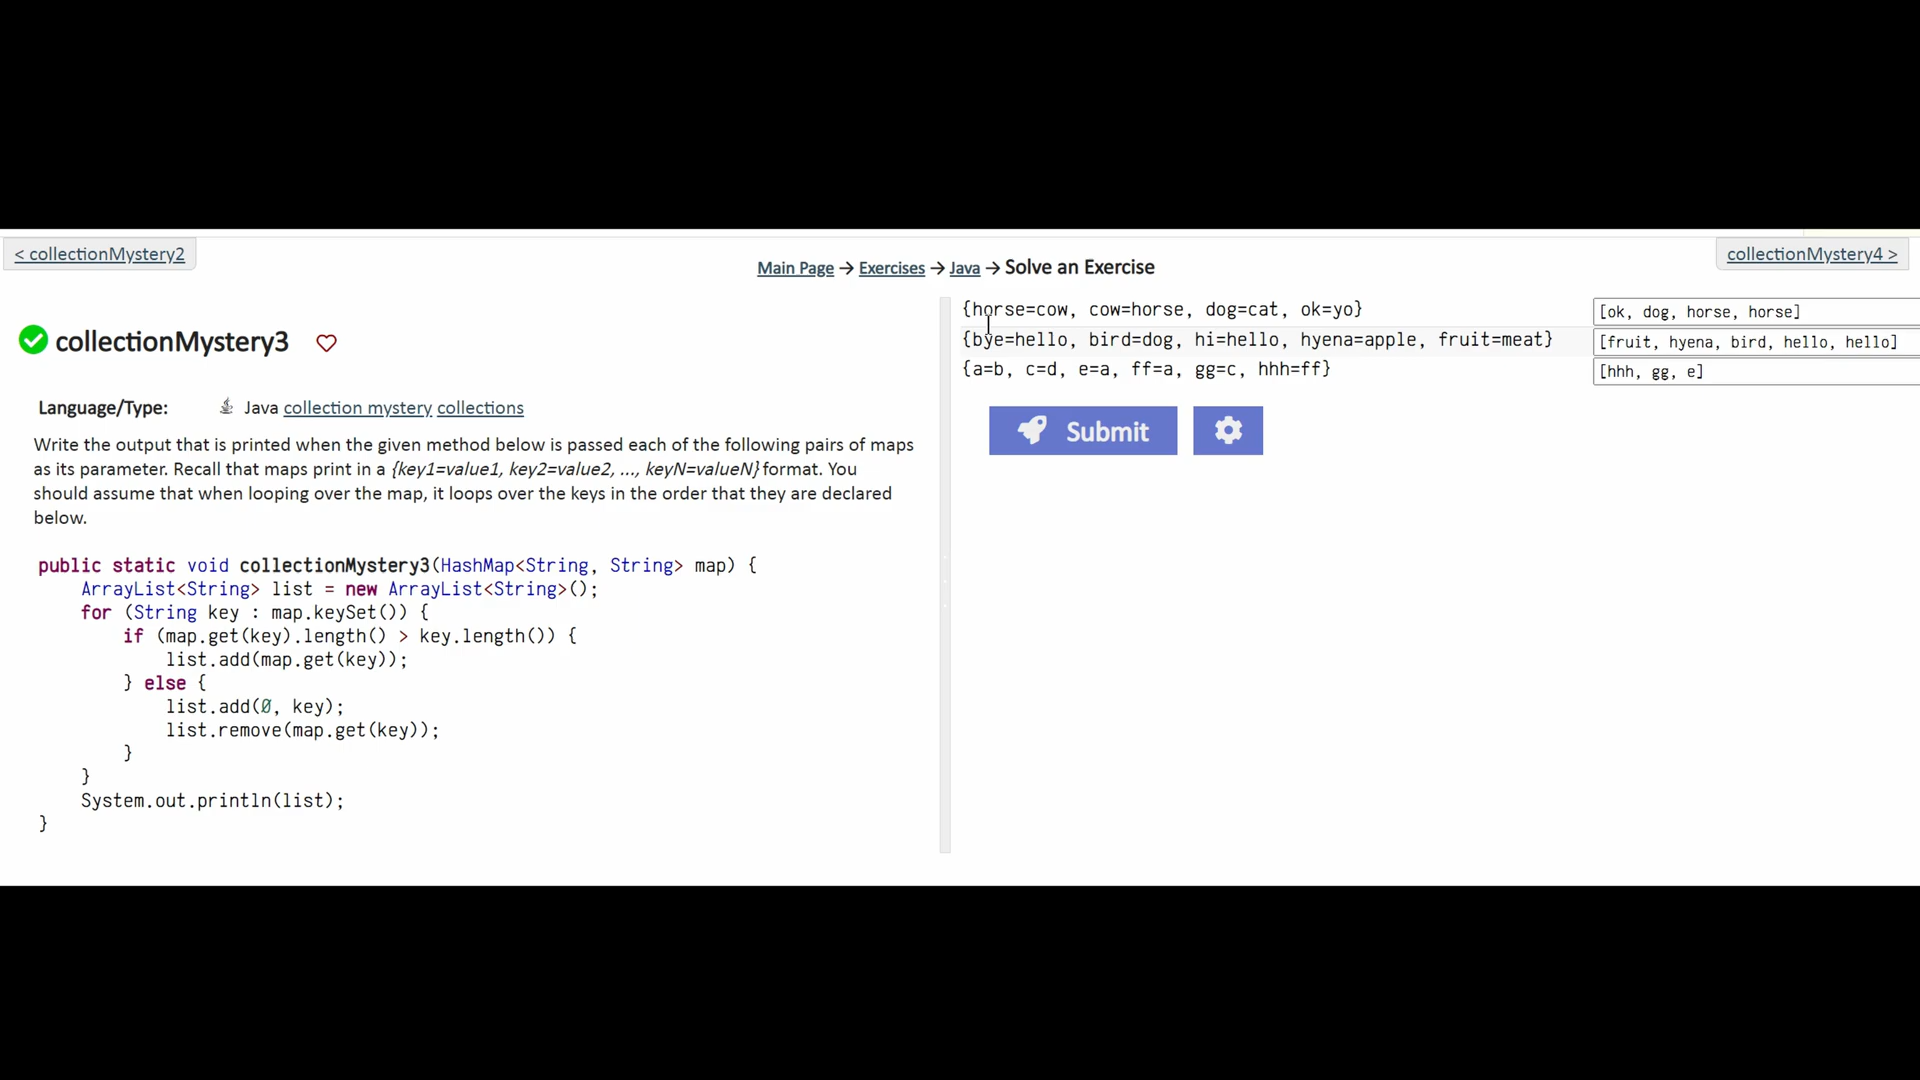 < collectionMystery2
Main Page → Exercises → Java → Solve an Exercise
collectionMystery4 >
collectionMystery3
Language/Type: Java collection mystery collections
Write the output that is printed when the given method below is passed each of the following pairs of maps
as its parameter. Recall that maps print in a {key1=value1, key2=value2, ..., keyN=valueN} format. You
should assume that when looping over the map, it loops over the keys in the order that they are declared
below.
public static void collectionMystery3(HashMap<String, String> map) {
    ArrayList<String> list = new ArrayList<String>();
    for (String key : map.keySet()) {
        if (map.get(key).length() > key.length()) {
            list.add(map.get(key));
        } else {
            list.add(0, key);
            list.remove(map.get(key));
        }
    }
    System.out.println(list);
}
{horse=cow, cow=horse, dog=cat, ok=yo} [ok, dog, horse, horse]
{bye=hello, bird=dog, hi=hello, hyena=apple, fruit=meat} [fruit, hyena, bird, hello, hello]
{a=b, c=d, e=a, ff=a, gg=c, hhh=ff} [hhh, gg, e]
Submit